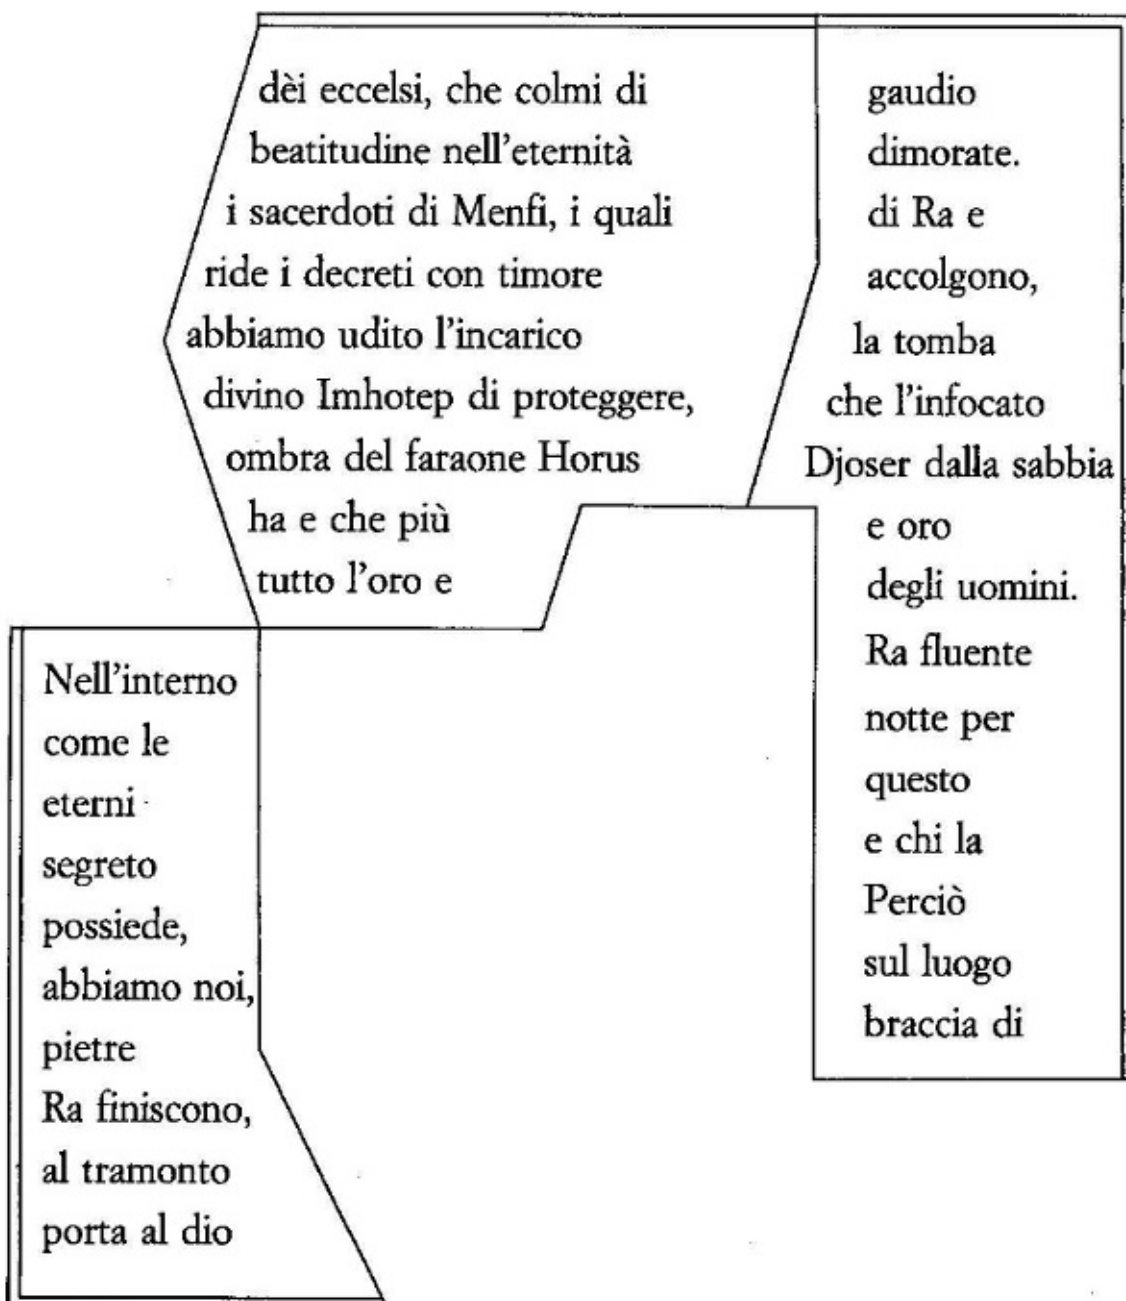 dèi eccelsi, che colmi di
beatitudine nell'eternità
i sacerdoti di Menfi, i quali
ride i decreti con timore
abbiamo udito l'incarico
divino Imhotep di proteggere,
ombra del faraone Horus
ha e che più
tutto l'oro e
gaudio
dimorate.
di Ra e
accolgono,
la tomba
che l'infocato
Djoser dalla sabbia
e oro
degli uomini.
Ra fluente
notte per
questo
e chi la
Perciò
sul luogo
braccia di
Nell'interno
come le
eterni
segreto
possiede,
abbiamo noi,
pietre
Ra finiscono,
al tramonto
porta al dio